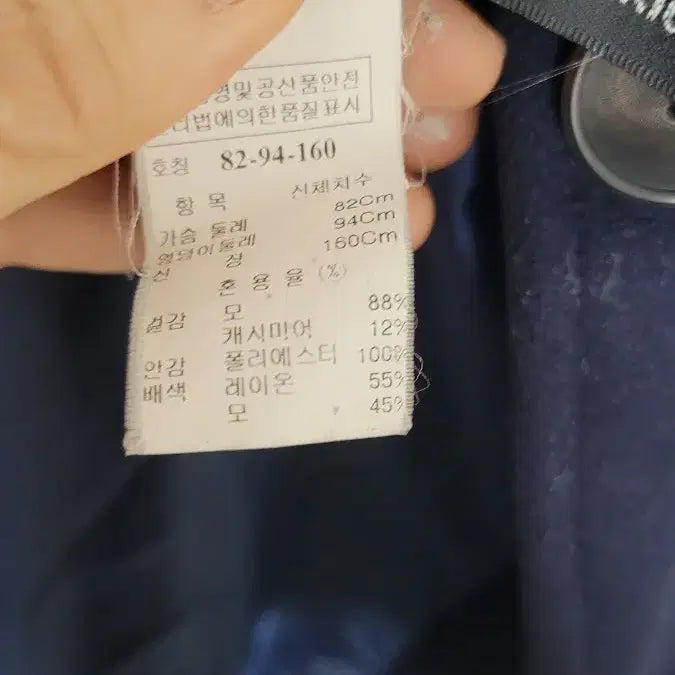 및공산품안전
리법에의한품질표시
호칭 82-94-160
항 목 신체치수
가슴 둘레 82Cm
엉덩이둘레 94Cm
신 장 160Cm
혼 용 율 (%)
겉감 모 88%
캐시미어 12%
안감 폴리에스터 100%
배색 레이온 55%
모 45%